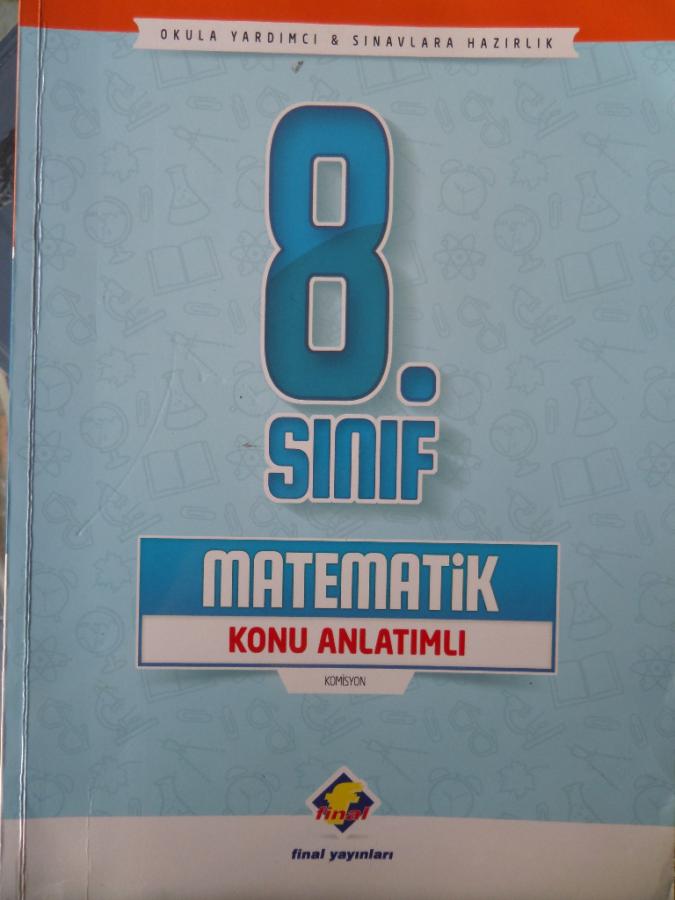 OKULA YARDIMCI & SINAVLARA HAZIRLIK
8.
SINIF
MATEMATİK
KONU ANLATIMLI
KOMİSYON
final
final yayınları